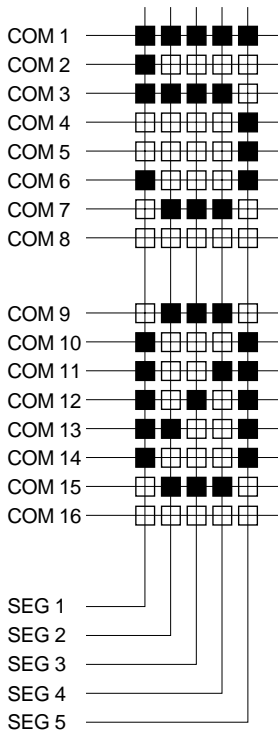 COM 1
COM 2
COM 3
COM 4
COM 5
COM 6
COM 7
COM 8
COM 9
COM 10
COM 11
COM 12
COM 13
COM 14
COM 15
COM 16
SEG 1
SEG 2
SEG 3
SEG 4
SEG 5